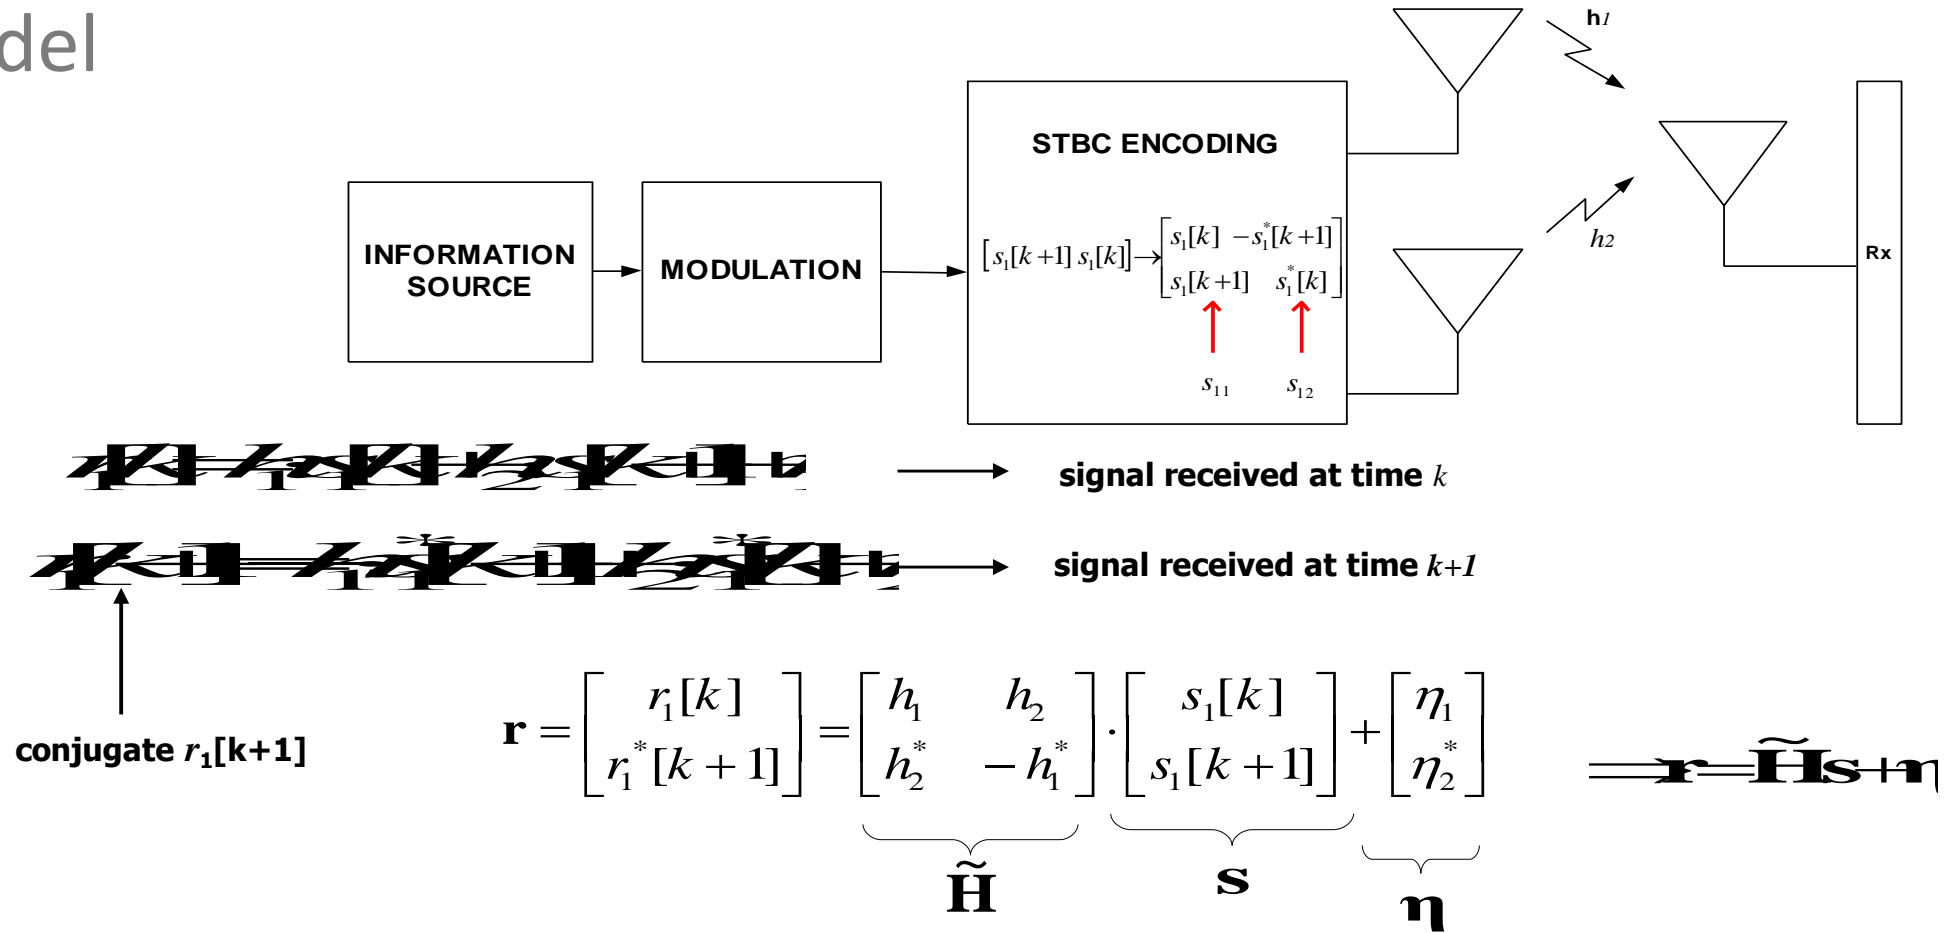 del
h1
STBC ENCODING
INFORMATION
SOURCE
MODULATION
[s₁[k+1] s₁[k]] → [s₁[k] −s₁*[k+1]
s₁[k+1] s₁*[k]]
h2
Rx
s₁₁ s₁₂
signal received at time k
signal received at time k+1
conjugate r₁[k+1]
r = [r₁[k] = [h₁ h₂ · [s₁[k] + [η₁
r₁*[k+1]] h₂* −h₁*] s₁[k+1]] η₂*]
⇒ r = H̃s + η
H̃ s η